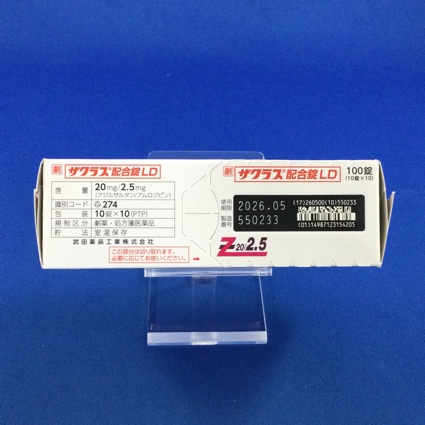 劇 ザクラス®配合錠LD
含量 20mg/2.5mg
(アジルサルタン/アムロジピン)
識別コード 274
包装 10錠×10(PTP)
規制区分 劇薬・処方箋医薬品
貯法 室温保存
武田薬品工業株式会社
この部分は切り取れます。
必要に応じてお使いください。
劇 ザクラス®配合錠LD
100錠
(10錠×10)
使用期限 2026.05
製造番号 550233
(17)260500(10)550233
(01)14987123154205
Z20/2.5